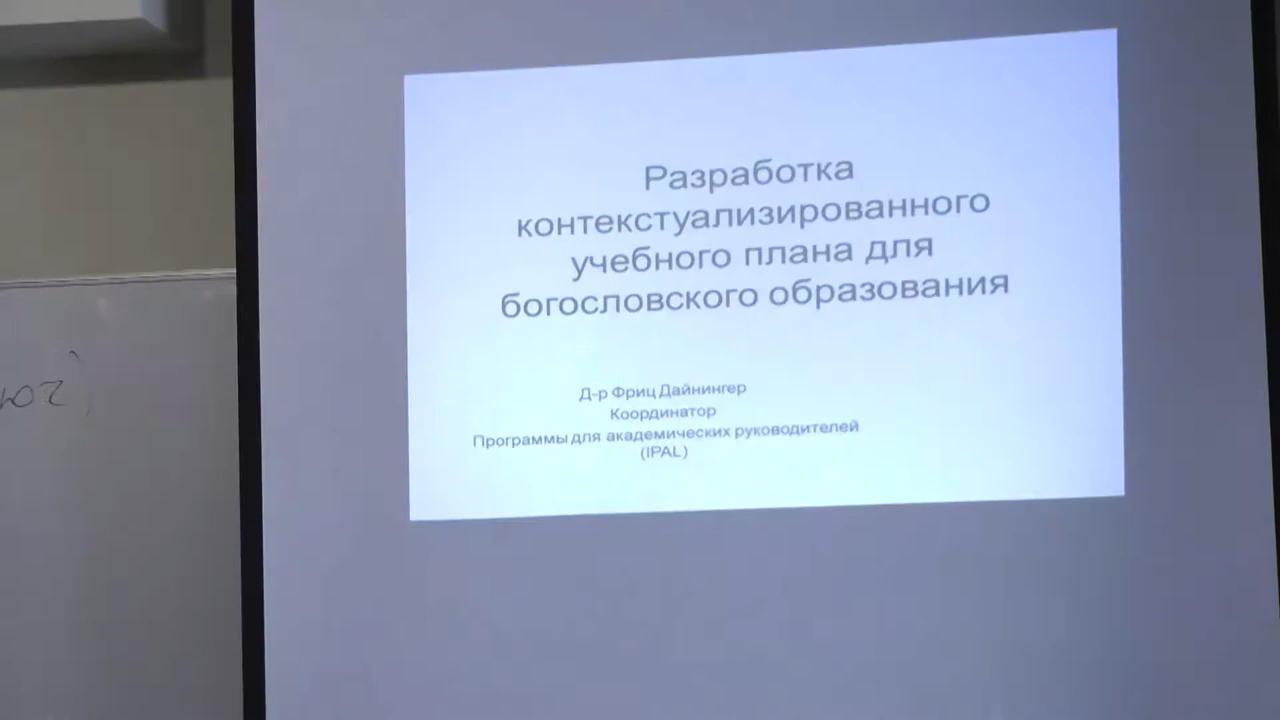 Разработка
контекстуализированного
учебного плана для
богословского образования
Д-р Фриц Дайнингер
Координатор
Программы для академических руководителей
(IPAL)